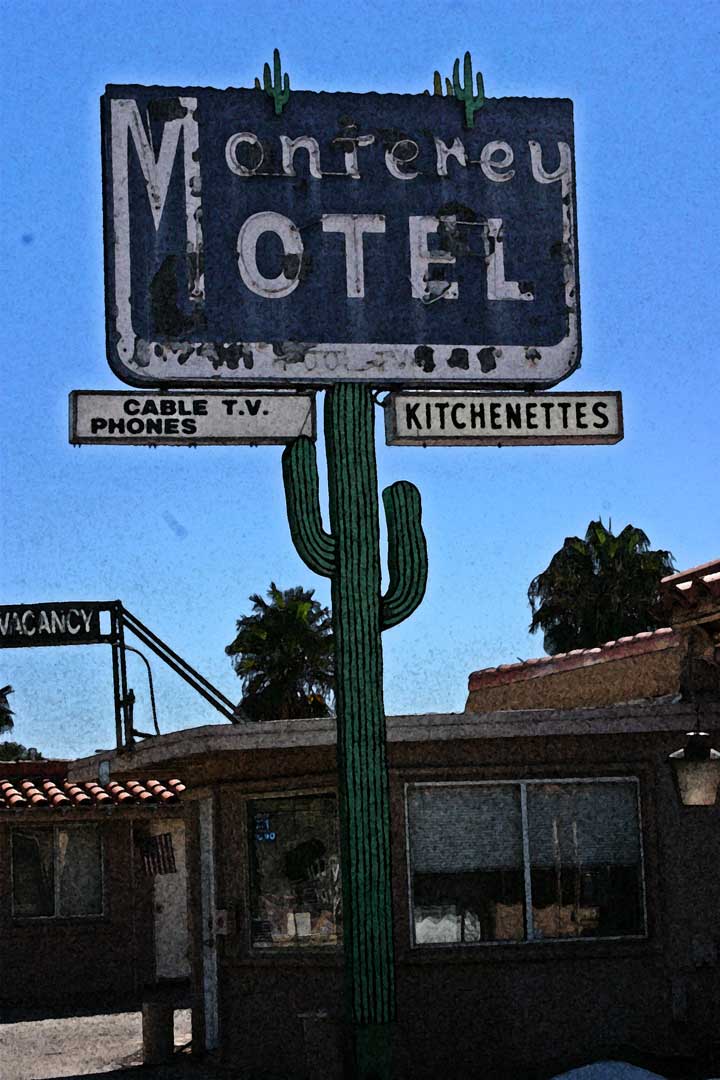 Monterey
MOTEL
CABLE T.V.
PHONES
KITCHENETTES
VACANCY